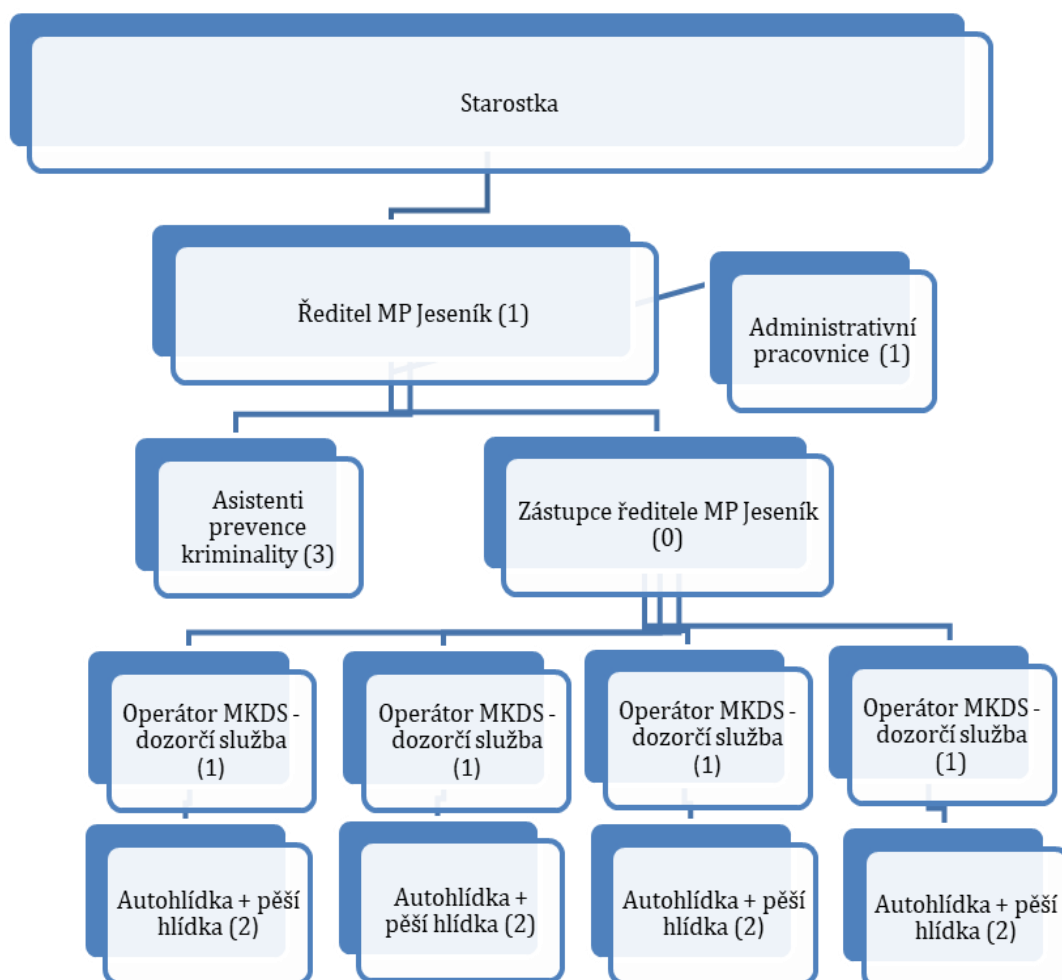 Starostka
Ředitel MP Jeseník (1)
Administrativní
pracovnice (1)
Asistenti
prevence
kriminality (3)
Zástupce ředitele MP Jeseník
(0)
Operátor MKDS -
dozorčí služba
(1)
Operátor MKDS -
dozorčí služba
(1)
Operátor MKDS -
dozorčí služba
(1)
Operátor MKDS -
dozorčí služba
(1)
Autohlídka + pěší
hlídka (2)
Autohlídka +
pěší hlídka (2)
Autohlídka + pěší
hlídka (2)
Autohlídka + pěší
hlídka (2)